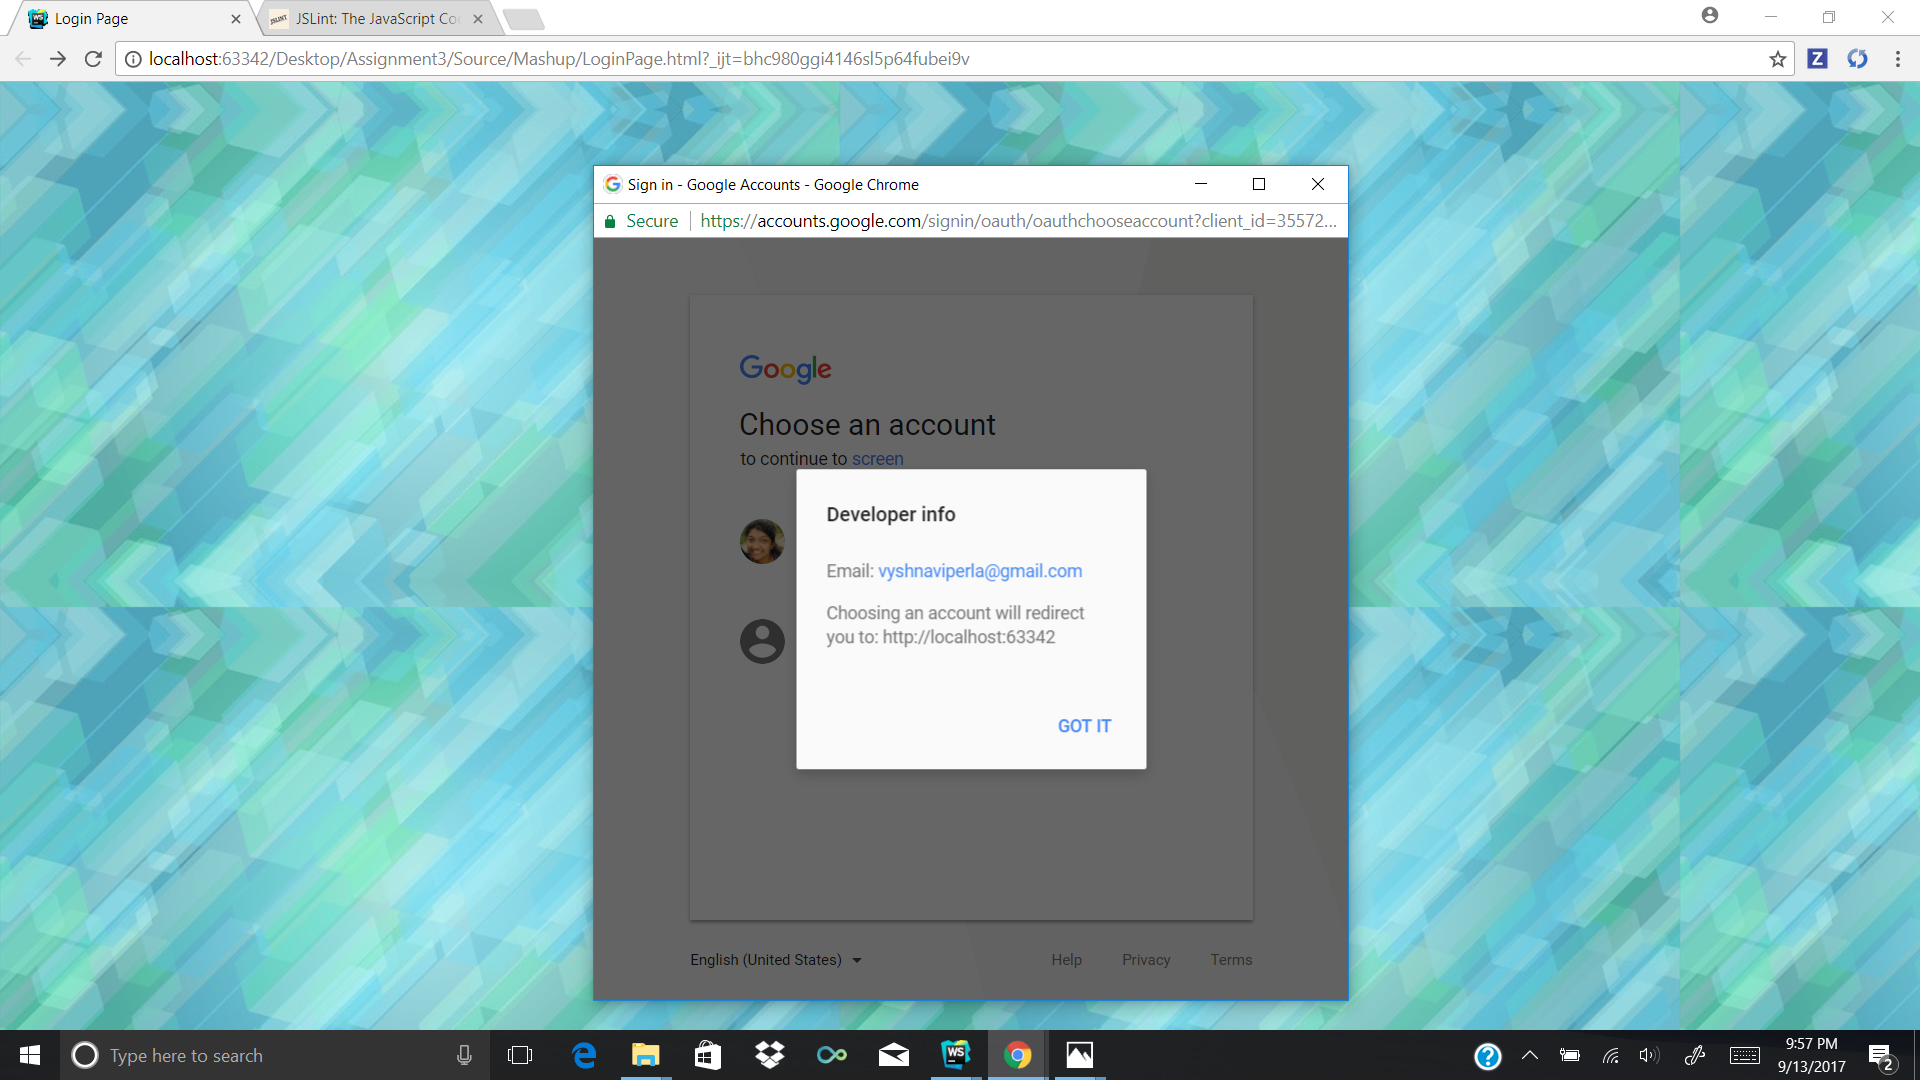 Login Page
JSLint: The JavaScript Co
localhost:63342/Desktop/Assignment3/Source/Mashup/LoginPage.html?_ijt=bhc980ggi4146sl5p64fubei9v
Z
Sign in - Google Accounts - Google Chrome
Secure
https://accounts.google.com/signin/oauth/oauthchooseaccount?client_id=35572...
Google
Choose an account
to continue to screen
Developer info
Email: vyshnaviperla@gmail.com
Choosing an account will redirect
you to: http://localhost:63342
GOT IT
English (United States)
Help
Privacy
Terms
Type here to search
WS
9:57 PM
9/13/2017
2